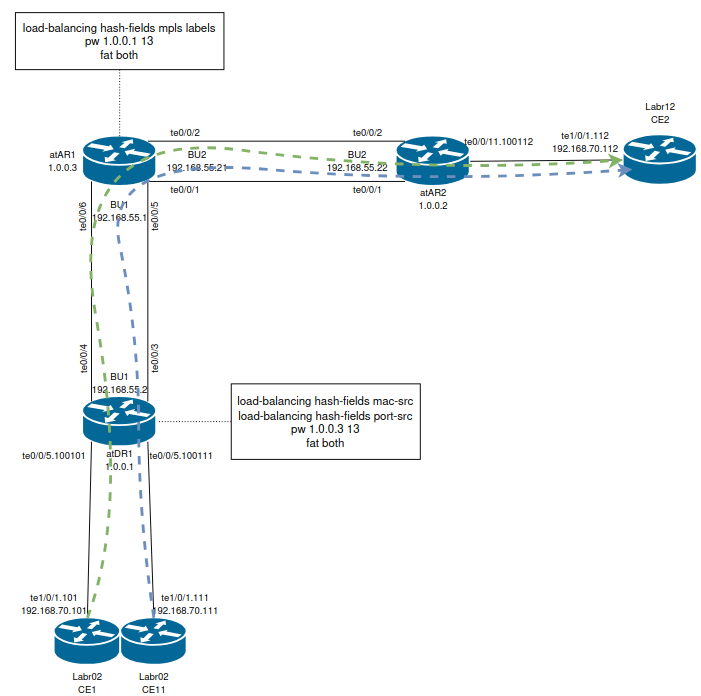 load-balancing hash-fields mpls labels
pw 1.0.0.1 13
fat both
Labr12
CE2
te0/0/2
te0/0/2
te0/0/11.100112
te1/0/1.112
192.168.70.112
atAR1
1.0.0.3
BU2
192.168.55.21
BU2
192.168.55.22
te0/0/1
te0/0/1
atAR2
1.0.0.2
BU1
192.168.55.1
te0/0/6
te0/0/5
te0/0/4
te0/0/3
BU1
192.168.55.2
load-balancing hash-fields mac-src
load-balancing hash-fields port-src
pw 1.0.0.3 13
fat both
te0/0/5.100101
atDR1
1.0.0.1
te0/0/5.100111
te1/0/1.101
192.168.70.101
te1/0/1.111
192.168.70.111
Labr02
CE1
Labr02
CE11